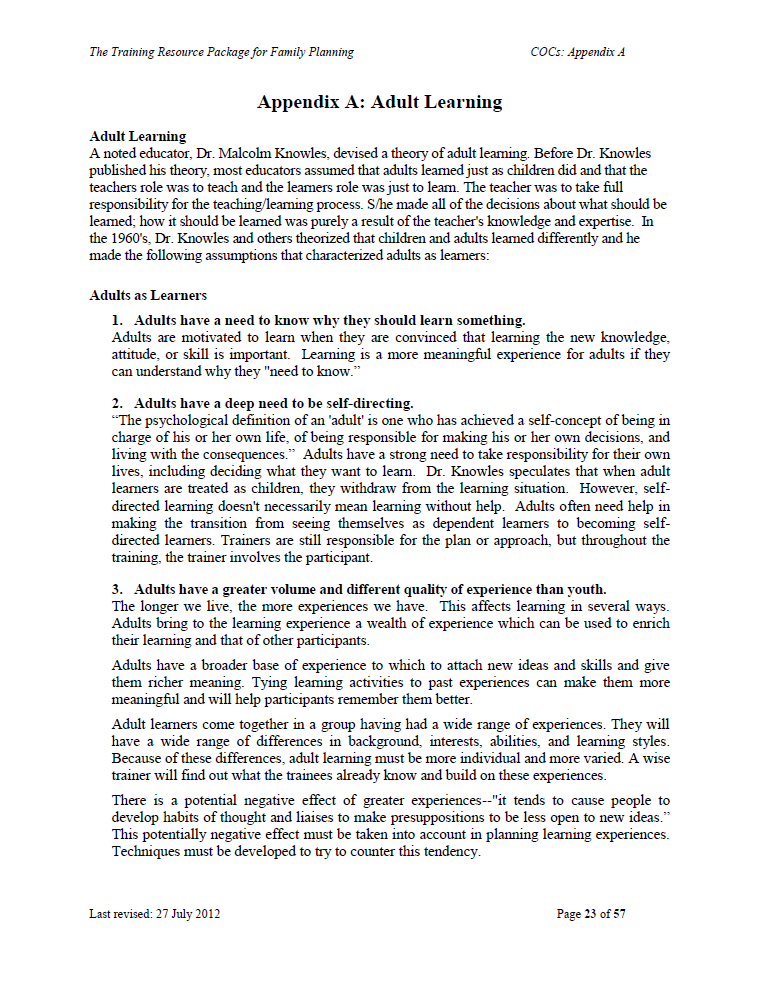 The Training Resource Package for Family Planning COCs: Appendix A
Appendix A: Adult Learning
Adult Learning
A noted educator, Dr. Malcolm Knowles, devised a theory of adult learning. Before Dr. Knowles
published his theory, most educators assumed that adults learned just as children did and that the
teachers role was to teach and the learners role was just to learn. The teacher was to take full
responsibility for the teaching/learning process. S/he made all of the decisions about what should be
learned; how it should be learned was purely a result of the teacher's knowledge and expertise.  In
the 1960's, Dr. Knowles and others theorized that children and adults learned differently and he
made the following assumptions that characterized adults as learners:
Adults as Learners
1.  Adults have a need to know why they should learn something.
Adults are motivated to learn when they are convinced that learning the new knowledge,
attitude, or skill is important.  Learning is a more meaningful experience for adults if they
can understand why they "need to know.”
2.  Adults have a deep need to be self-directing.
“The psychological definition of an 'adult' is one who has achieved a self-concept of being in
charge of his or her own life, of being responsible for making his or her own decisions, and
living with the consequences.”  Adults have a strong need to take responsibility for their own
lives, including deciding what they want to learn.  Dr. Knowles speculates that when adult
learners are treated as children, they withdraw from the learning situation.  However, self-
directed learning doesn't necessarily mean learning without help.  Adults often need help in
making the transition from seeing themselves as dependent learners to becoming self-
directed learners. Trainers are still responsible for the plan or approach, but throughout the
training, the trainer involves the participant.
3.  Adults have a greater volume and different quality of experience than youth.
The longer we live, the more experiences we have.  This affects learning in several ways.
Adults bring to the learning experience a wealth of experience which can be used to enrich
their learning and that of other participants.
Adults have a broader base of experience to which to attach new ideas and skills and give
them richer meaning. Tying learning activities to past experiences can make them more
meaningful and will help participants remember them better.
Adult learners come together in a group having had a wide range of experiences. They will
have a wide range of differences in background, interests, abilities, and learning styles.
Because of these differences, adult learning must be more individual and more varied. A wise
trainer will find out what the trainees already know and build on these experiences.
There is a potential negative effect of greater experiences--"it tends to cause people to
develop habits of thought and liaises to make presuppositions to be less open to new ideas.”
This potentially negative effect must be taken into account in planning learning experiences.
Techniques must be developed to try to counter this tendency.
Last revised: 27 July 2012 Page 23 of 57